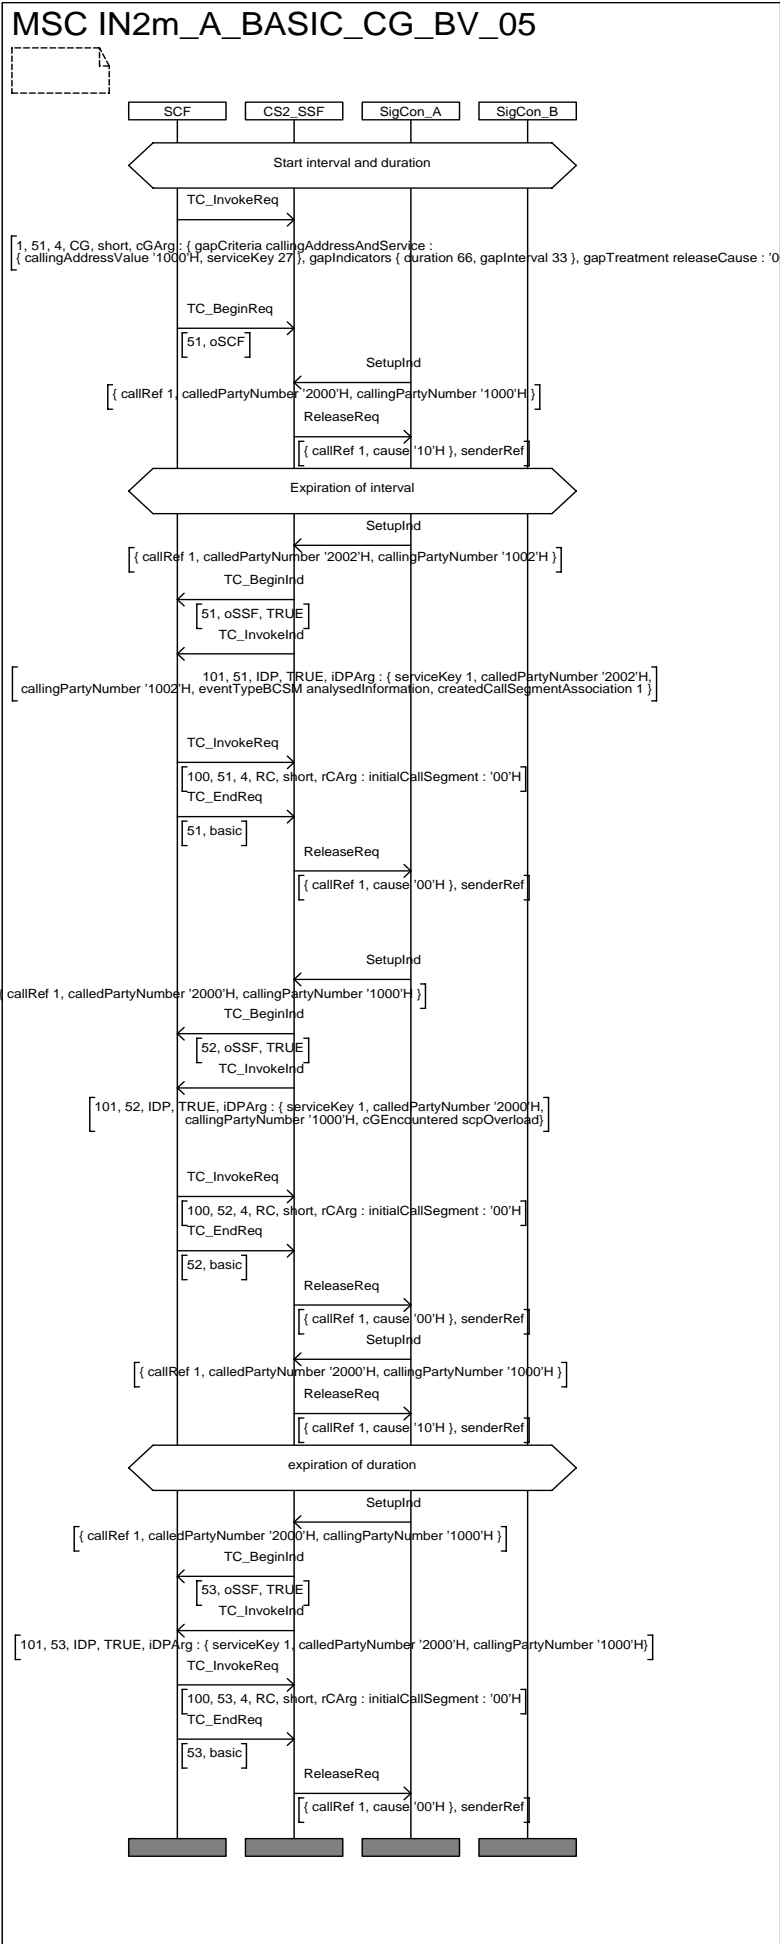 MSC IN2m_A_BASIC_CG_BV_05
SCF CS2_SSF SigCon_A SigCon_B
Start interval and duration
TC_InvokeReq
1, 51, 4, CG, short, cGArg : { gapCriteria callingAddressAndService :
{ callingAddressValue '1000'H, serviceKey 27 }, gapIndicators { duration 66, gapInterval 33 }, gapTreatment releaseCause : '0
TC_BeginReq
51, oSCF
SetupInd
{ callRef 1, calledPartyNumber '2000'H, callingPartyNumber '1000'H }
ReleaseReq
{ callRef 1, cause '10'H }, senderRef
Expiration of interval
SetupInd
{ callRef 1, calledPartyNumber '2002'H, callingPartyNumber '1002'H }
TC_BeginInd
51, oSSF, TRUE
TC_InvokeInd
101, 51, IDP, TRUE, iDPArg : { serviceKey 1, calledPartyNumber '2002'H,
callingPartyNumber '1002'H, eventTypeBCSM analysedInformation, createdCallSegmentAssociation 1 }
TC_InvokeReq
100, 51, 4, RC, short, rCArg : initialCallSegment : '00'H
TC_EndReq
51, basic
ReleaseReq
{ callRef 1, cause '00'H }, senderRef
SetupInd
{ callRef 1, calledPartyNumber '2000'H, callingPartyNumber '1000'H }
TC_BeginInd
52, oSSF, TRUE
TC_InvokeInd
101, 52, IDP, TRUE, iDPArg : { serviceKey 1, calledPartyNumber '2000'H,
callingPartyNumber '1000'H, cGEncountered scpOverload}
TC_InvokeReq
100, 52, 4, RC, short, rCArg : initialCallSegment : '00'H
TC_EndReq
52, basic
ReleaseReq
{ callRef 1, cause '00'H }, senderRef
SetupInd
{ callRef 1, calledPartyNumber '2000'H, callingPartyNumber '1000'H }
ReleaseReq
{ callRef 1, cause '10'H }, senderRef
expiration of duration
SetupInd
{ callRef 1, calledPartyNumber '2000'H, callingPartyNumber '1000'H }
TC_BeginInd
53, oSSF, TRUE
TC_InvokeInd
101, 53, IDP, TRUE, iDPArg : { serviceKey 1, calledPartyNumber '2000'H, callingPartyNumber '1000'H}
TC_InvokeReq
100, 53, 4, RC, short, rCArg : initialCallSegment : '00'H
TC_EndReq
53, basic
ReleaseReq
{ callRef 1, cause '00'H }, senderRef